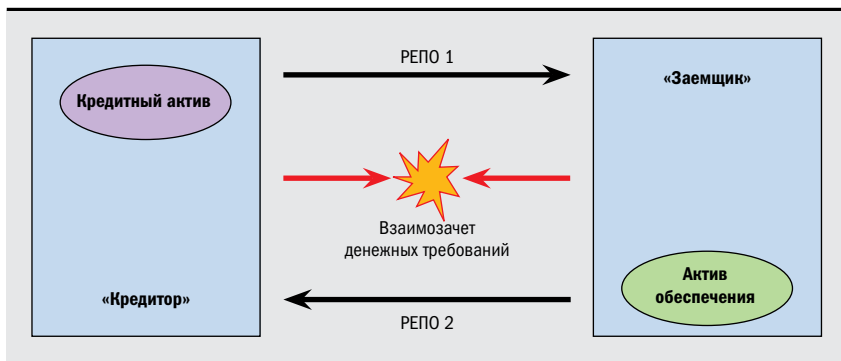 РЕПО 1
Кредитный актив
«Заемщик»
Взаимозачет
денежных требований
«Кредитор»
Актив
обеспечения
РЕПО 2